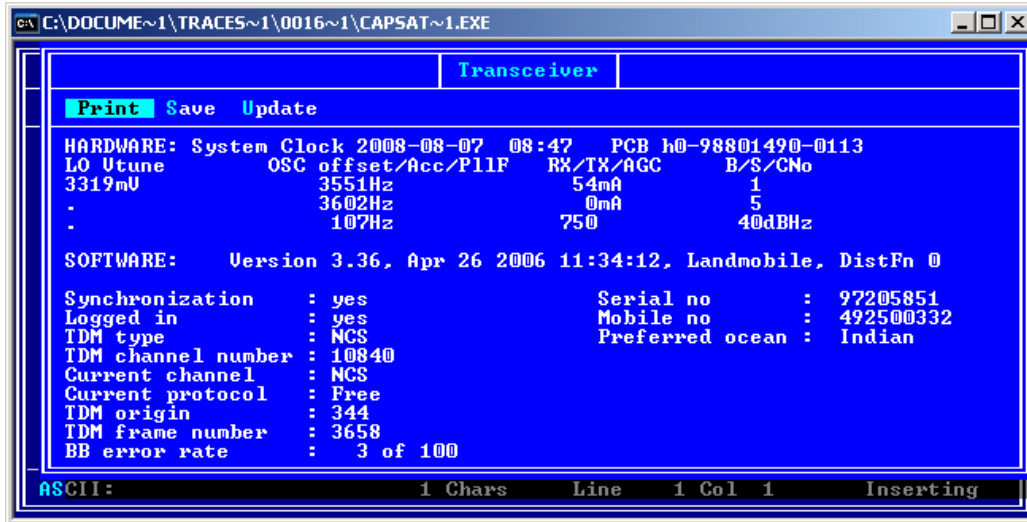 C:\DOCUME~1\TRACES~1\0016~1\CAPSAT~1.EXE
Transceiver
Print Save Update
HARDWARE: System Clock 2008-08-07 08:47 PCB h0-98801490-0113
LO Vtune OSC offset/Acc/PllF RX/TX/AGC B/S/CNo
3319mV 3551Hz 54mA 1
. 3602Hz 0mA 5
. 107Hz 750 40dBHz
SOFTWARE: Version 3.36, Apr 26 2006 11:34:12, Landmobile, DistFn 0
Synchronization : yes Serial no : 97205851
Logged in : yes Mobile no : 492500332
TDM type : NCS Preferred ocean : Indian
TDM channel number : 10840
Current channel : NCS
Current protocol : Free
TDM origin : 344
TDM frame number : 3658
BB error rate : 3 of 100
ASCII: 1 Chars Line 1 Col 1 Inserting